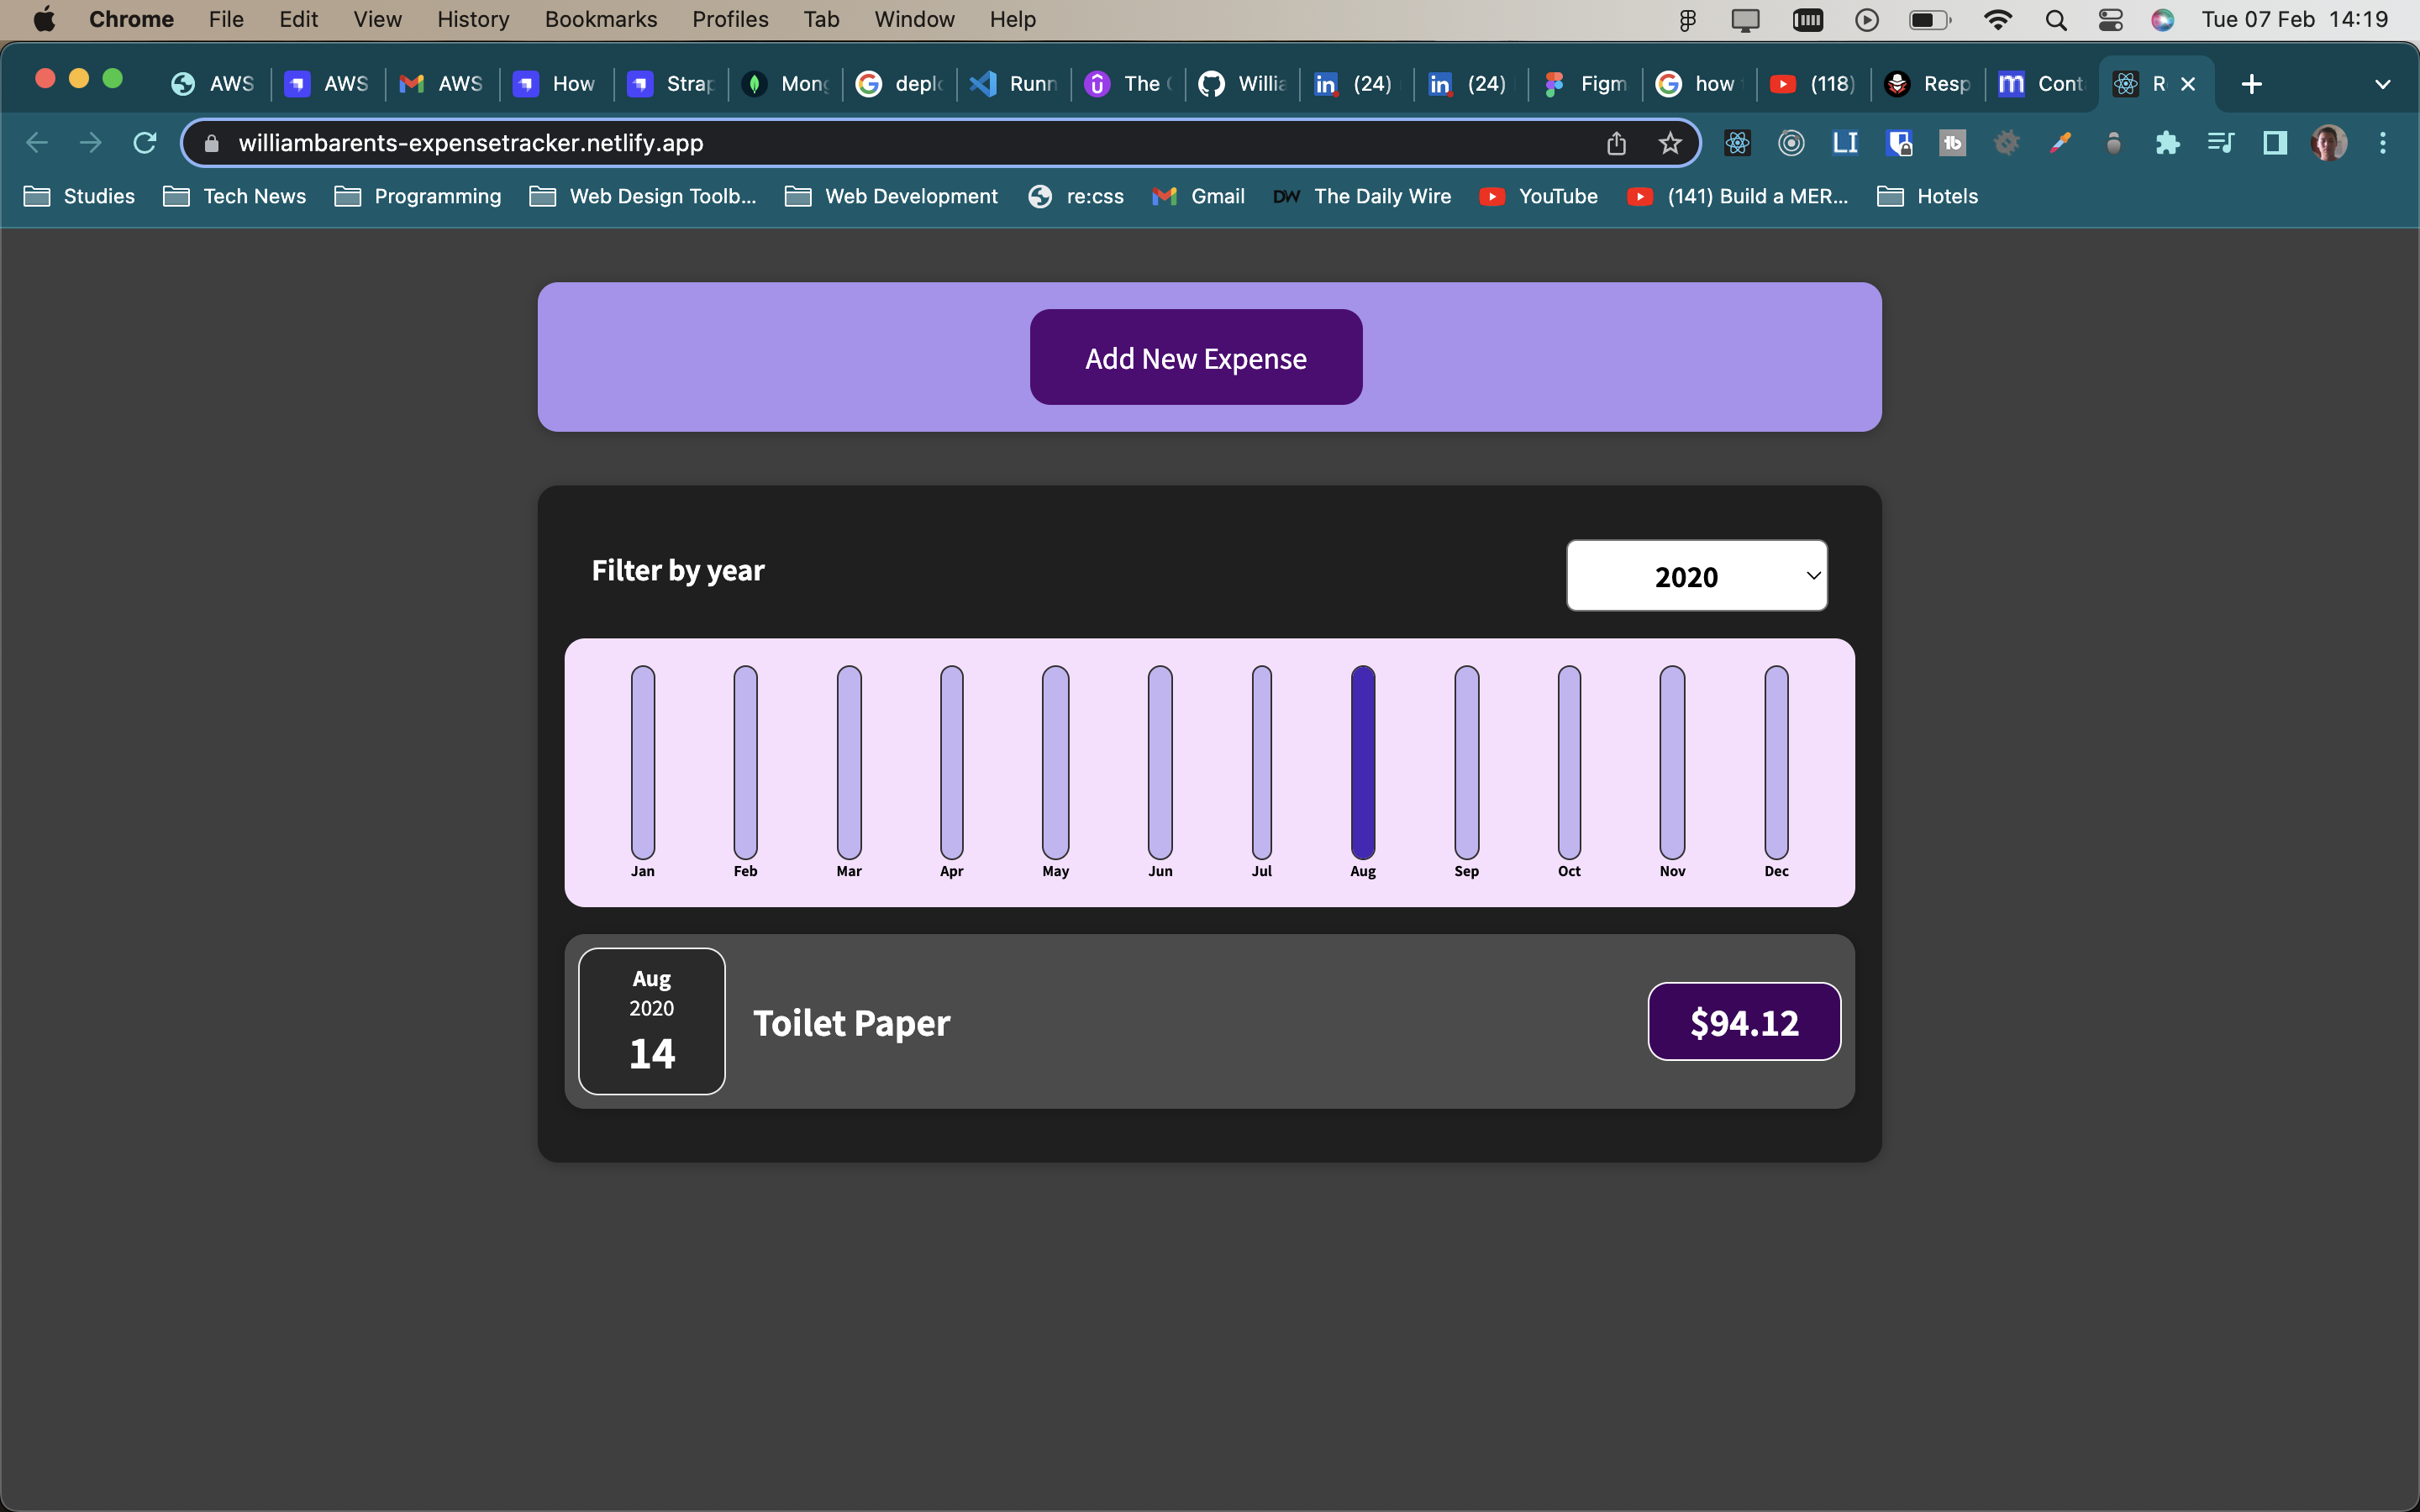 Chrome File Edit View History Bookmarks Profiles Tab Window Help Tue 07 Feb 14:19
AWS AWS AWS How Strap Mong deplo Runn The Willia (24) (24) Figm how (118) Resp Cont R
williambarents-expensetracker.netlify.app
Studies Tech News Programming Web Design Toolb... Web Development re:css Gmail DW The Daily Wire YouTube (141) Build a MER... Hotels
Add New Expense
Filter by year
2020
Jan Feb Mar Apr May Jun Jul Aug Sep Oct Nov Dec
Aug
2020
14
Toilet Paper
$94.12